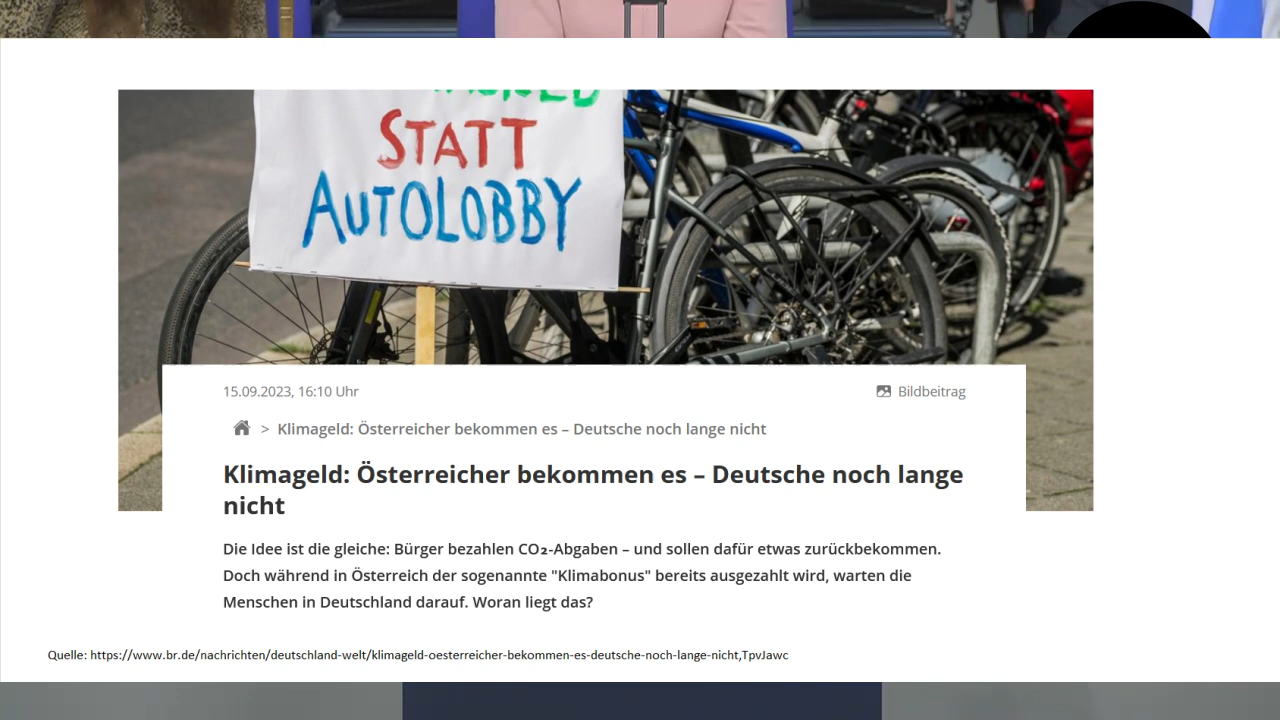 STATT
AUTOLOBBY
15.09.2023, 16:10 Uhr
Bildbeitrag
> Klimageld: Österreicher bekommen es – Deutsche noch lange nicht
Klimageld: Österreicher bekommen es – Deutsche noch lange
nicht
Die Idee ist die gleiche: Bürger bezahlen CO₂-Abgaben – und sollen dafür etwas zurückbekommen.
Doch während in Österreich der sogenannte "Klimabonus" bereits ausgezahlt wird, warten die
Menschen in Deutschland darauf. Woran liegt das?
Quelle: https://www.br.de/nachrichten/deutschland-welt/klimageld-oesterreicher-bekommen-es-deutsche-noch-lange-nicht,TpvJawc